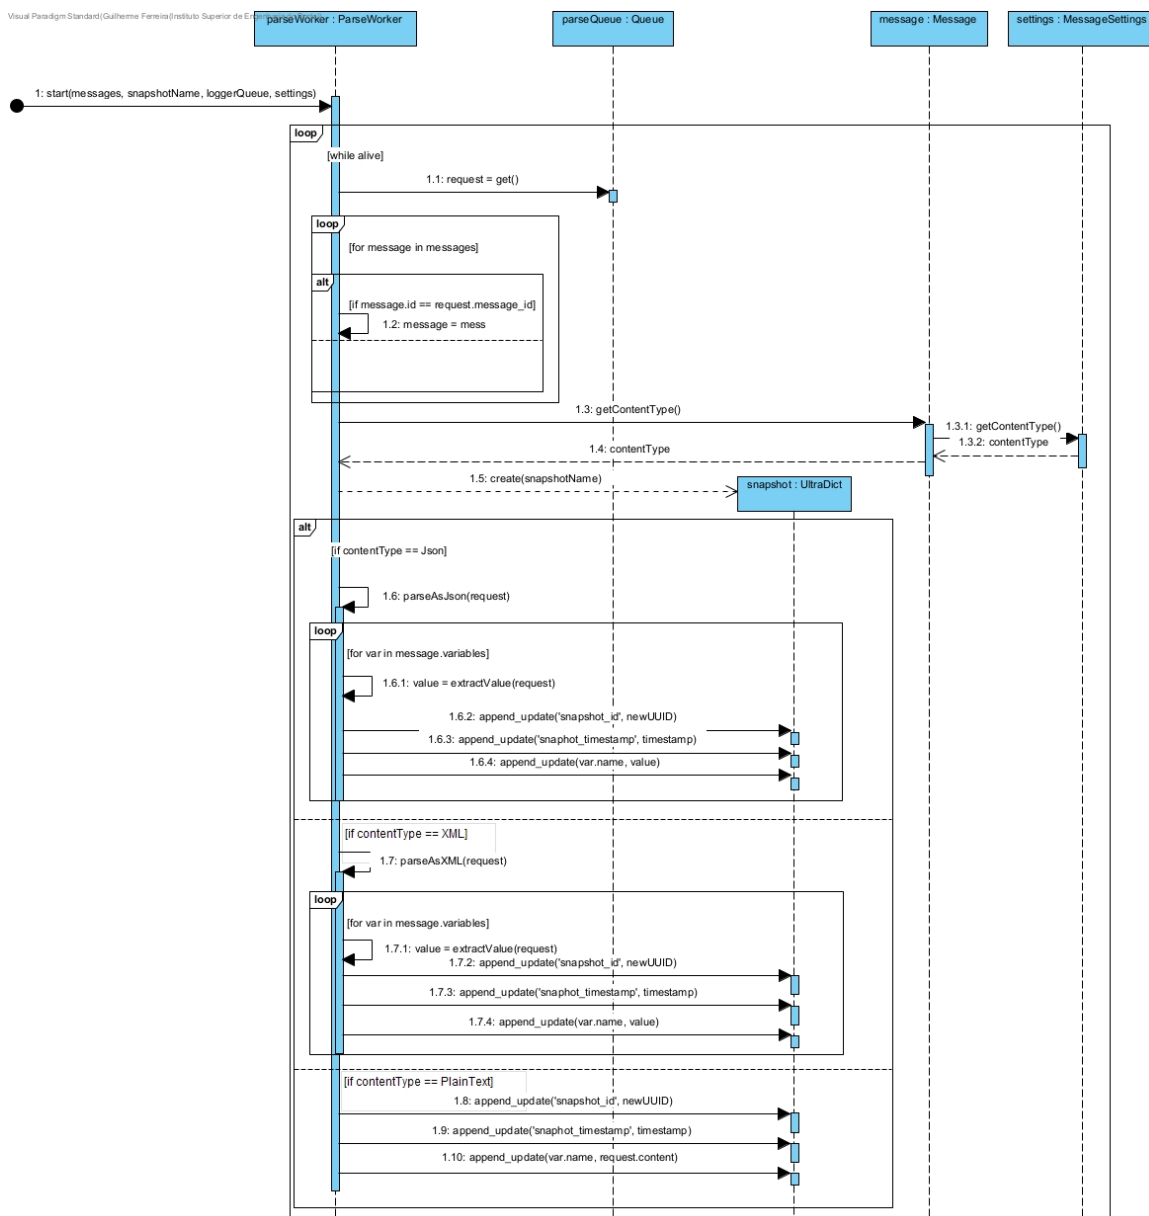 Visual Paradigm Standard(Guilherme Ferreira(Instituto Superior de
parseWorker : ParseWorker
parseQueue : Queue
message : Message
settings : MessageSettings
1: start(messages, snapshotName, loggerQueue, settings)
loop
[while alive]
1.1: request = get()
loop
[for message in messages]
alt
[if message.id == request.message_id]
1.2: message = mess
1.3: getContentType()
1.3.1: getContentType()
1.3.2: contentType
1.4: contentType
1.5: create(snapshotName)
snapshot : UltraDict
alt
[if contentType == Json]
1.6: parseAsJson(request)
loop
[for var in message.variables]
1.6.1: value = extractValue(request)
1.6.2: append_update('snapshot_id', newUUID)
1.6.3: append_update('snaphot_timestamp', timestamp)
1.6.4: append_update(var.name, value)
[if contentType == XML]
1.7: parseAsXML(request)
loop
[for var in message.variables]
1.7.1: value = extractValue(request)
1.7.2: append_update('snapshot_id', newUUID)
1.7.3: append_update('snaphot_timestamp', timestamp)
1.7.4: append_update(var.name, value)
[if contentType == PlainText]
1.8: append_update('snapshot_id', newUUID)
1.9: append_update('snaphot_timestamp', timestamp)
1.10: append_update(var.name, request.content)